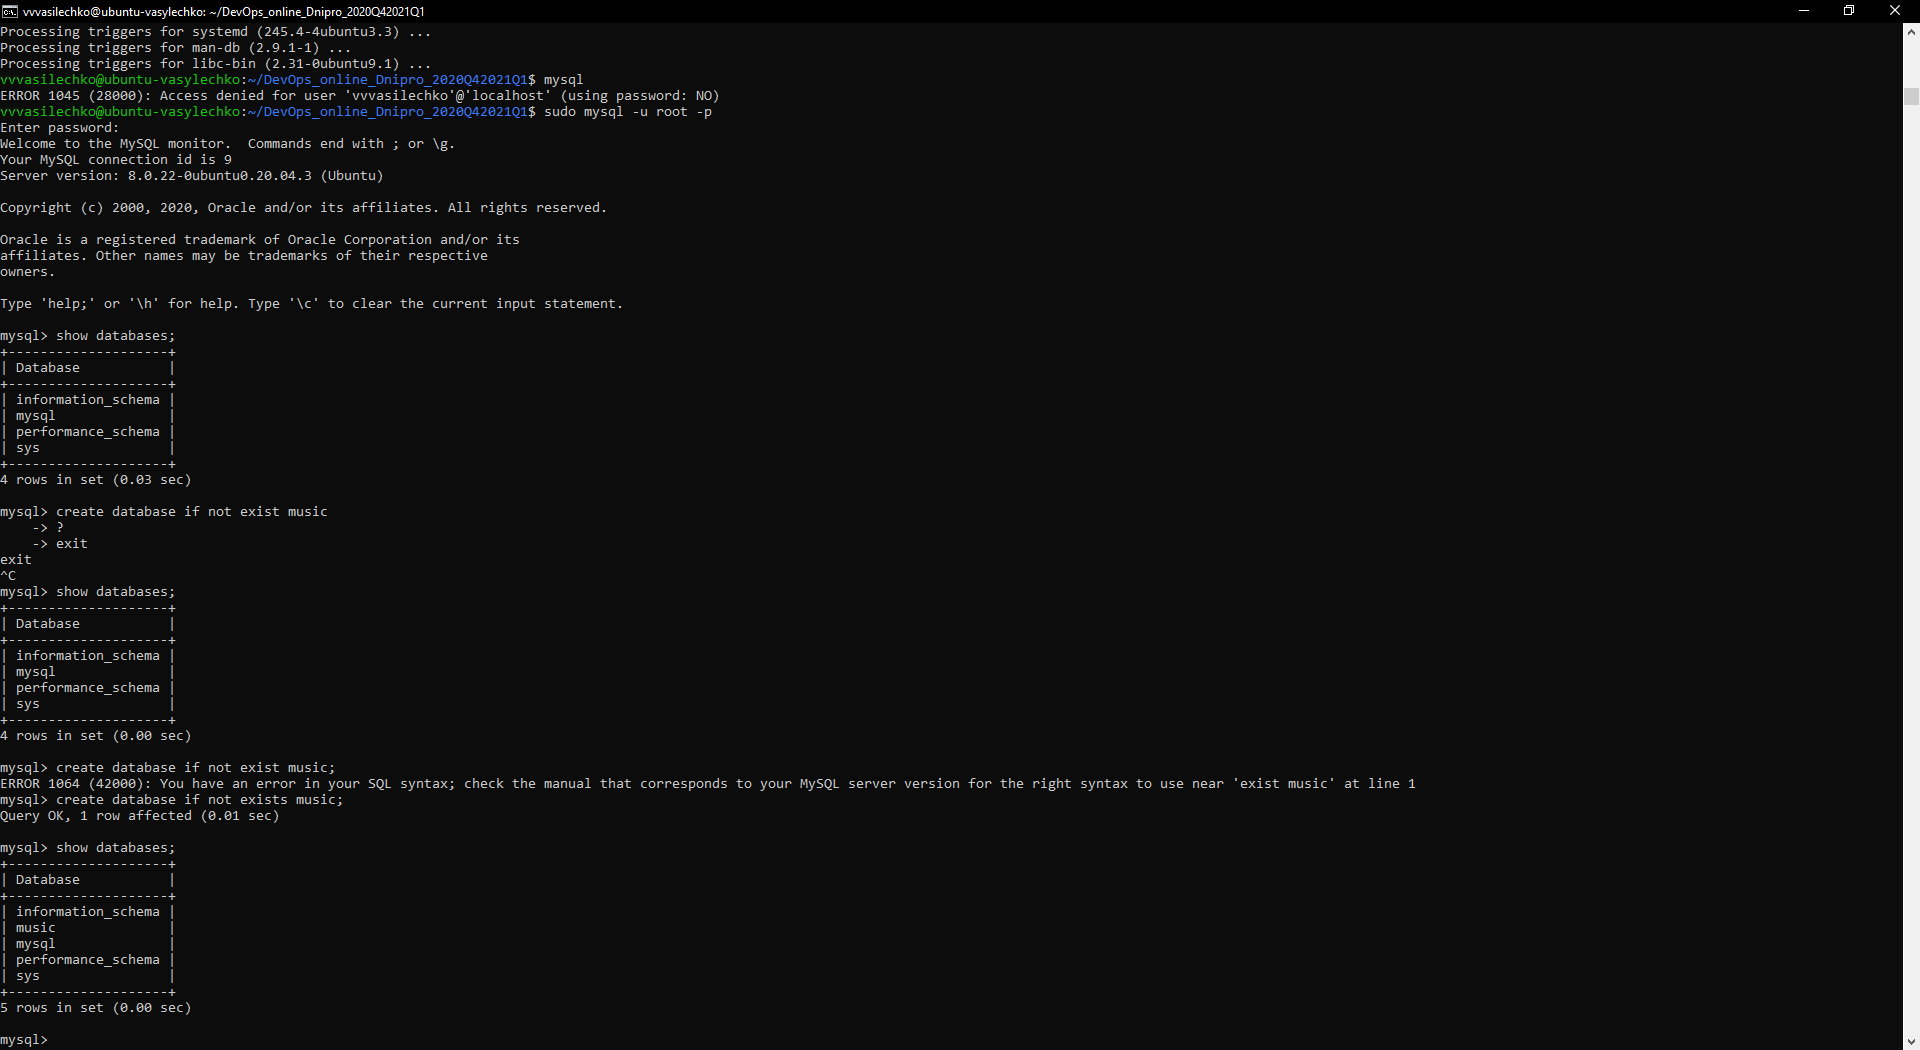 vvvasilechko@ubuntu-vasylechko: ~/DevOps_online_Dnipro_2020Q42021Q1
Processing triggers for systemd (245.4-4ubuntu3.3) ...
Processing triggers for man-db (2.9.1-1) ...
Processing triggers for libc-bin (2.31-0ubuntu9.1) ...
vvvasilechko@ubuntu-vasylechko:~/DevOps_online_Dnipro_2020Q42021Q1$ mysql
ERROR 1045 (28000): Access denied for user 'vvvasilechko'@'localhost' (using password: NO)
vvvasilechko@ubuntu-vasylechko:~/DevOps_online_Dnipro_2020Q42021Q1$ sudo mysql -u root -p
Enter password:
Welcome to the MySQL monitor.  Commands end with ; or \g.
Your MySQL connection id is 9
Server version: 8.0.22-0ubuntu0.20.04.3 (Ubuntu)

Copyright (c) 2000, 2020, Oracle and/or its affiliates. All rights reserved.

Oracle is a registered trademark of Oracle Corporation and/or its
affiliates. Other names may be trademarks of their respective
owners.

Type 'help;' or '\h' for help. Type '\c' to clear the current input statement.

mysql> show databases;
+--------------------+
| Database           |
+--------------------+
| information_schema |
| mysql              |
| performance_schema |
| sys                |
+--------------------+
4 rows in set (0.03 sec)

mysql> create database if not exist music
    -> ?
    -> exit
exit
^C
mysql> show databases;
+--------------------+
| Database           |
+--------------------+
| information_schema |
| mysql              |
| performance_schema |
| sys                |
+--------------------+
4 rows in set (0.00 sec)

mysql> create database if not exist music;
ERROR 1064 (42000): You have an error in your SQL syntax; check the manual that corresponds to your MySQL server version for the right syntax to use near 'exist music' at line 1
mysql> create database if not exists music;
Query OK, 1 row affected (0.01 sec)

mysql> show databases;
+--------------------+
| Database           |
+--------------------+
| information_schema |
| music              |
| mysql              |
| performance_schema |
| sys                |
+--------------------+
5 rows in set (0.00 sec)

mysql>